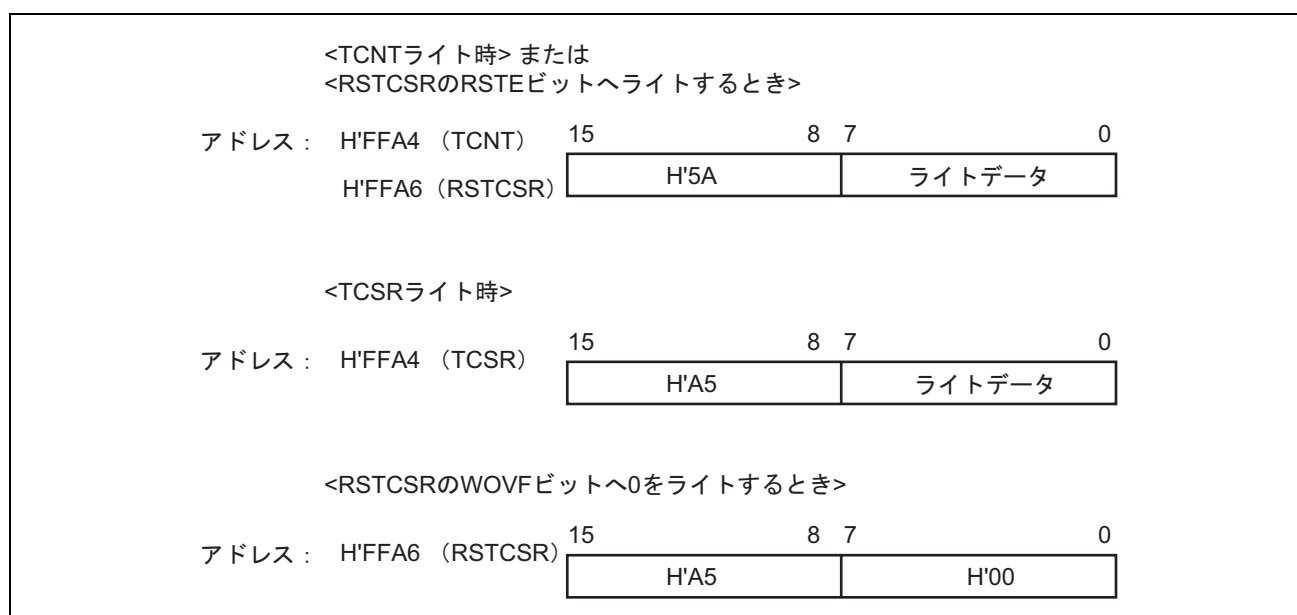 <TCNTライト時> または
<RSTCSRのRSTEビットへライトするとき>
アドレス： H'FFA4 （TCNT） 15 8 7 0
H'FFA6（RSTCSR） H'5A ライトデータ
<TCSRライト時>
アドレス： H'FFA4 （TCSR） 15 8 7 0
H'A5 ライトデータ
<RSTCSRのWOVFビットへ0をライトするとき>
アドレス： H'FFA6 （RSTCSR） 15 8 7 0
H'A5 H'00